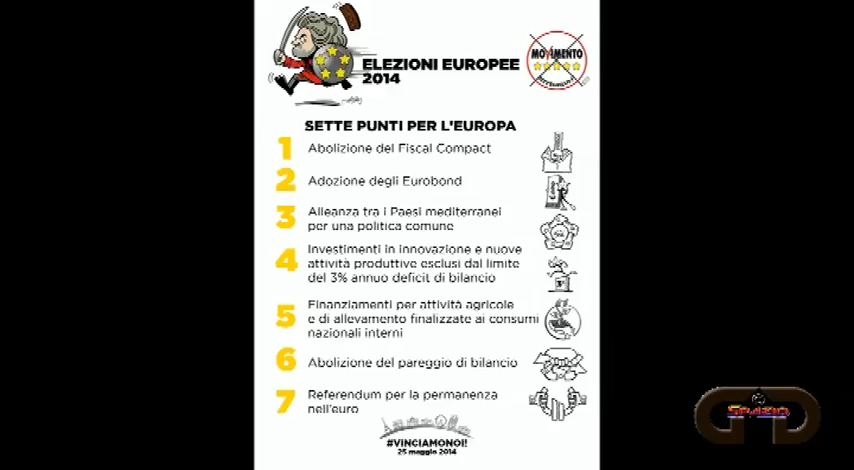 ELEZIONI EUROPEE
2014
MOVIMENTO
SETTE PUNTI PER L'EUROPA
1 Abolizione del Fiscal Compact
2 Adozione degli Eurobond
3 Alleanza tra i Paesi mediterranei
per una politica comune
4 Investimenti in innovazione e nuove
attività produttive esclusi dal limite
del 3% annuo deficit di bilancio
5 Finanziamenti per attività agricole
e di allevamento finalizzate ai consumi
nazionali interni
6 Abolizione del pareggio di bilancio
7 Referendum per la permanenza
nell'euro
#VINCIAMONOI!
25 maggio 2014